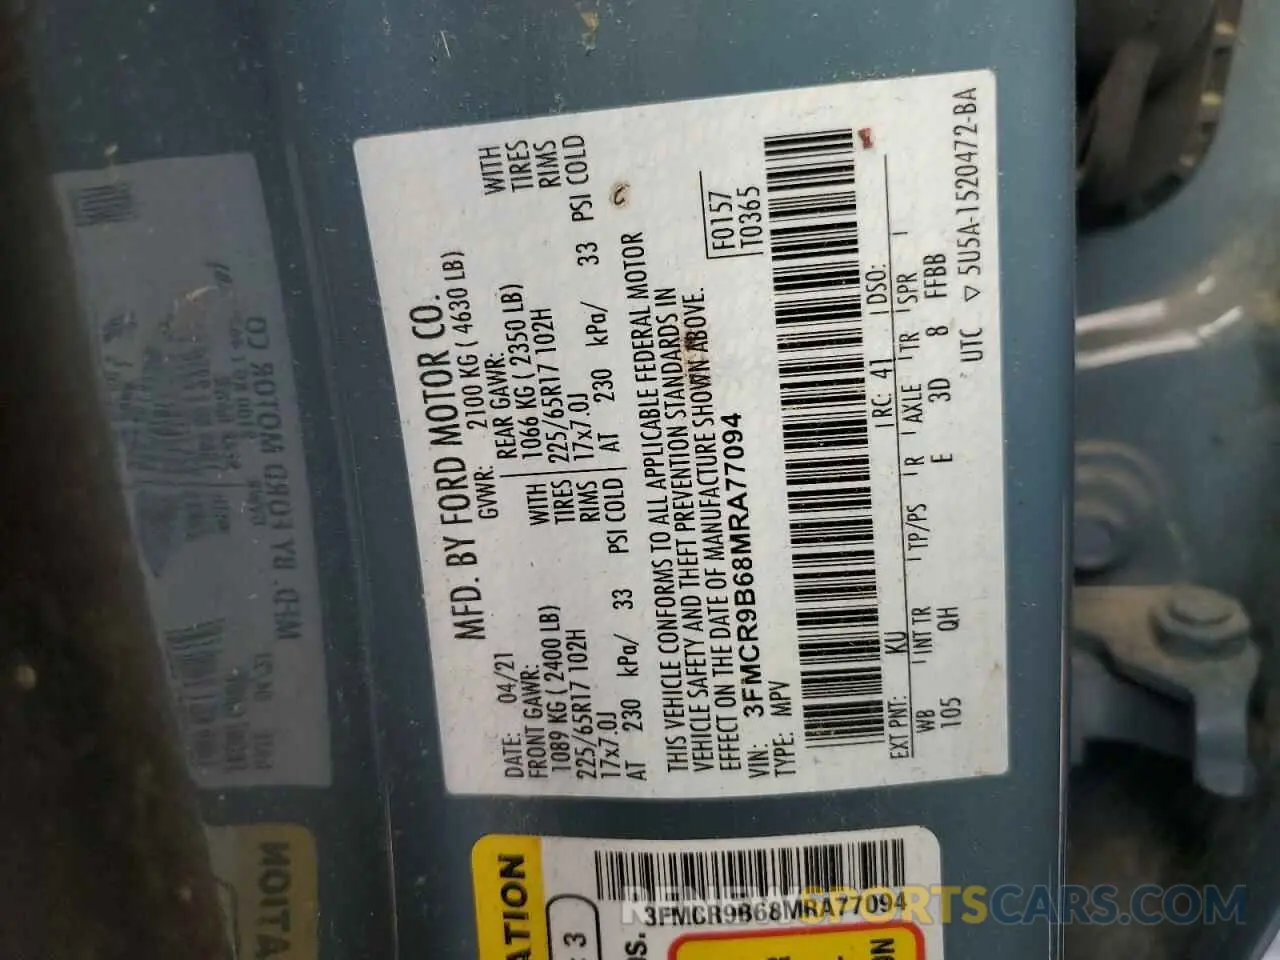 MFD. BY FORD MOTOR CO.
DATE: 04/21 GVWR: 2100 KG ( 4630 LB)
FRONT GAWR: REAR GAWR:
1089 KG ( 2400 LB) WITH 1066 KG ( 2350 LB) WITH
225/65R17 102H TIRES 225/65R17 102H TIRES
17x7.0J RIMS 17x7.0J RIMS
AT 230 kPa/ 33 PSI COLD AT 230 kPa/ 33 PSI COLD
THIS VEHICLE CONFORMS TO ALL APPLICABLE FEDERAL MOTOR
VEHICLE SAFETY AND THEFT PREVENTION STANDARDS IN
EFFECT ON THE DATE OF MANUFACTURE SHOWN ABOVE.
VIN: 3FMCR9B68MRA77094 F0157
TYPE: MPV T0365
EXT PNT: KU RC: 41 DSO:
WB INT TR TP/PS R AXLE TR SPR
105 QH E 3D 8 FFBB
UTC ▽ 5U5A-1520472-BA
ATION
3
3FMCR9B68MRA77094
RENEWSPORTSCARS.COM